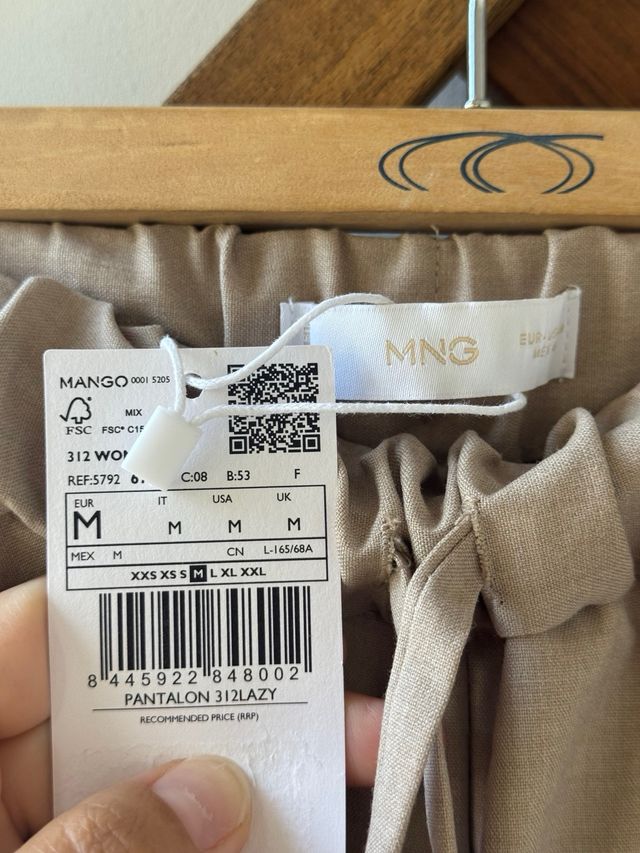 MNG
MANGO 0001 5205
MIX
FSC
FSC® C15
312 WOM
REF:5792 C:08 B:53 F
EUR IT USA UK
M M M M
MEX M CN L-165/68A
XXS XS S M L XL XXL
8 445922 848002
PANTALON 312LAZY
RECOMMENDED PRICE (RRP)